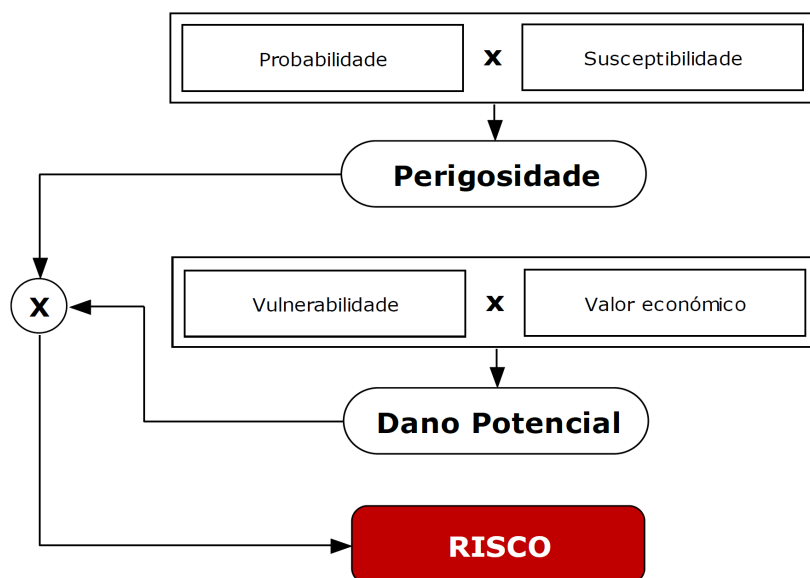 Probabilidade x Susceptibilidade
Perigosidade
Vulnerabilidade x Valor económico
X
Dano Potencial
RISCO